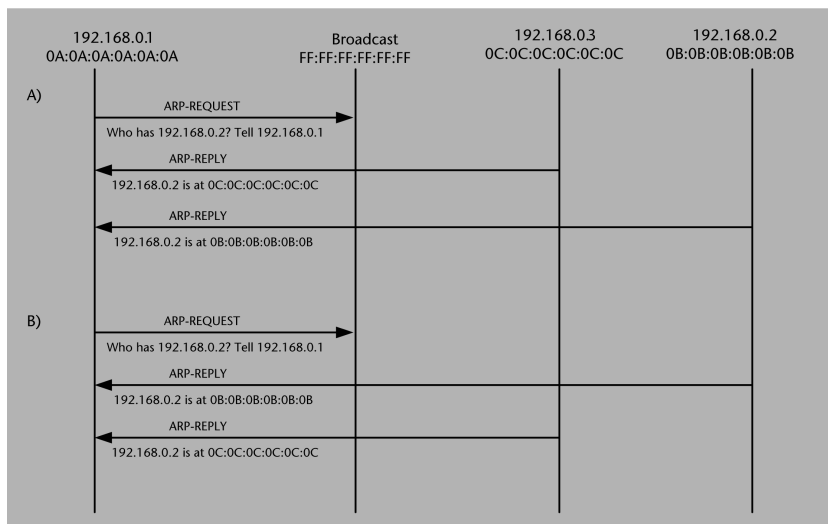 192.168.0.1
0A:0A:0A:0A:0A:0A
Broadcast
FF:FF:FF:FF:FF:FF
192.168.0.3
0C:0C:0C:0C:0C:0C
192.168.0.2
0B:0B:0B:0B:0B:0B
A)
ARP-REQUEST
Who has 192.168.0.2? Tell 192.168.0.1
ARP-REPLY
192.168.0.2 is at 0C:0C:0C:0C:0C:0C
ARP-REPLY
192.168.0.2 is at 0B:0B:0B:0B:0B:0B
B)
ARP-REQUEST
Who has 192.168.0.2? Tell 192.168.0.1
ARP-REPLY
192.168.0.2 is at 0B:0B:0B:0B:0B:0B
ARP-REPLY
192.168.0.2 is at 0C:0C:0C:0C:0C:0C